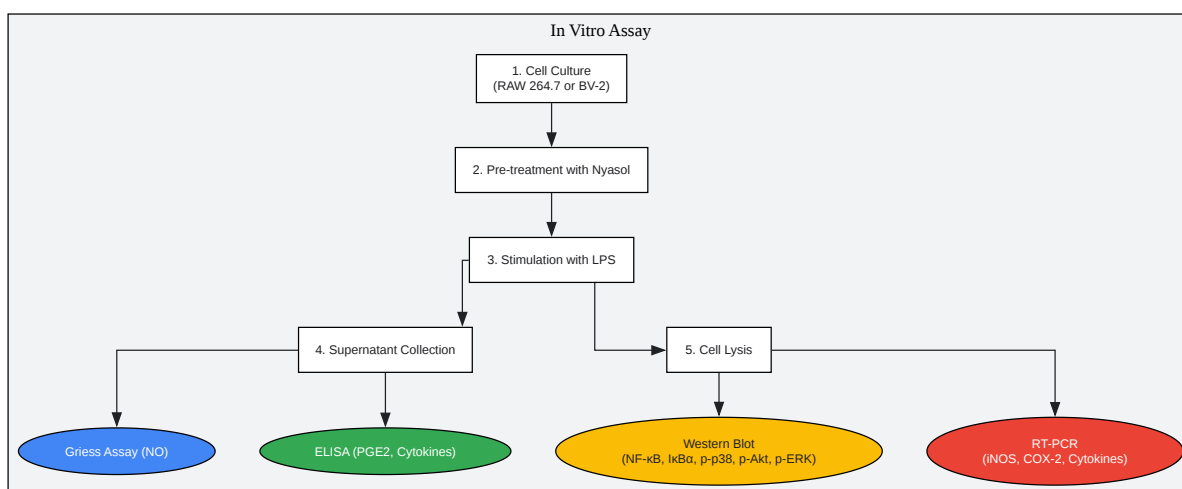 In Vitro Assay
1. Cell Culture
(RAW 264.7 or BV-2)
2. Pre-treatment with Nyasol
3. Stimulation with LPS
4. Supernatant Collection
5. Cell Lysis
Griess Assay (NO)
ELISA (PGE2, Cytokines)
Western Blot
(NF-κB, IκBα, p-p38, p-Akt, p-ERK)
RT-PCR
(iNOS, COX-2, Cytokines)